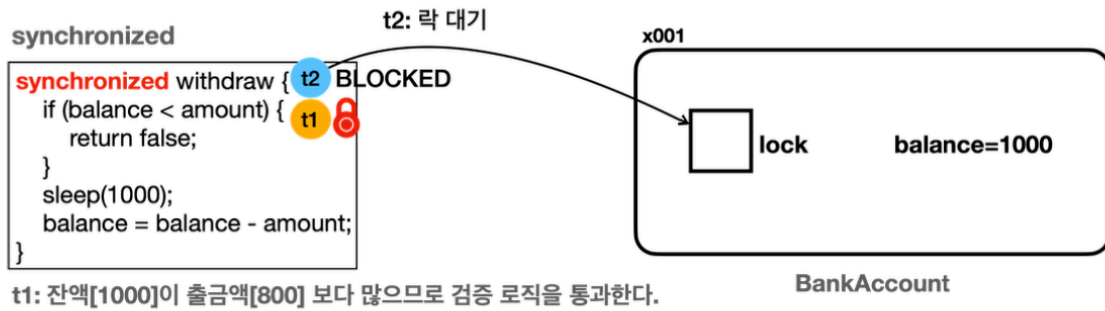 t2: 락 대기
synchronized
x001
synchronized withdraw { t2 BLOCKED
if (balance < amount) { t1
return false;
}
sleep(1000);
balance = balance - amount;
}
lock
balance=1000
BankAccount
t1: 잔액[1000]이 출금액[800] 보다 많으므로 검증 로직을 통과한다.